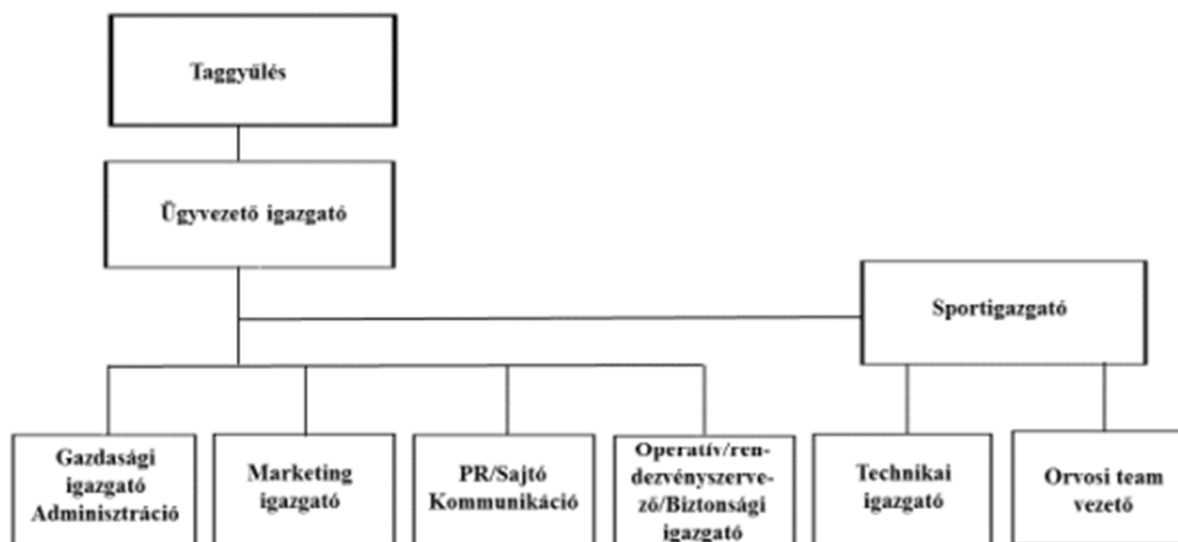 Taggyűlés
Ügyvezető igazgató
Sportigazgató
Gazdasági
igazgató
Adminisztráció
Marketing
igazgató
PR/Sajtó
Kommunikáció
Operatív/ren-
dezvényszerve-
ző/Biztonsági
igazgató
Technikai
igazgató
Orvosi team
vezető